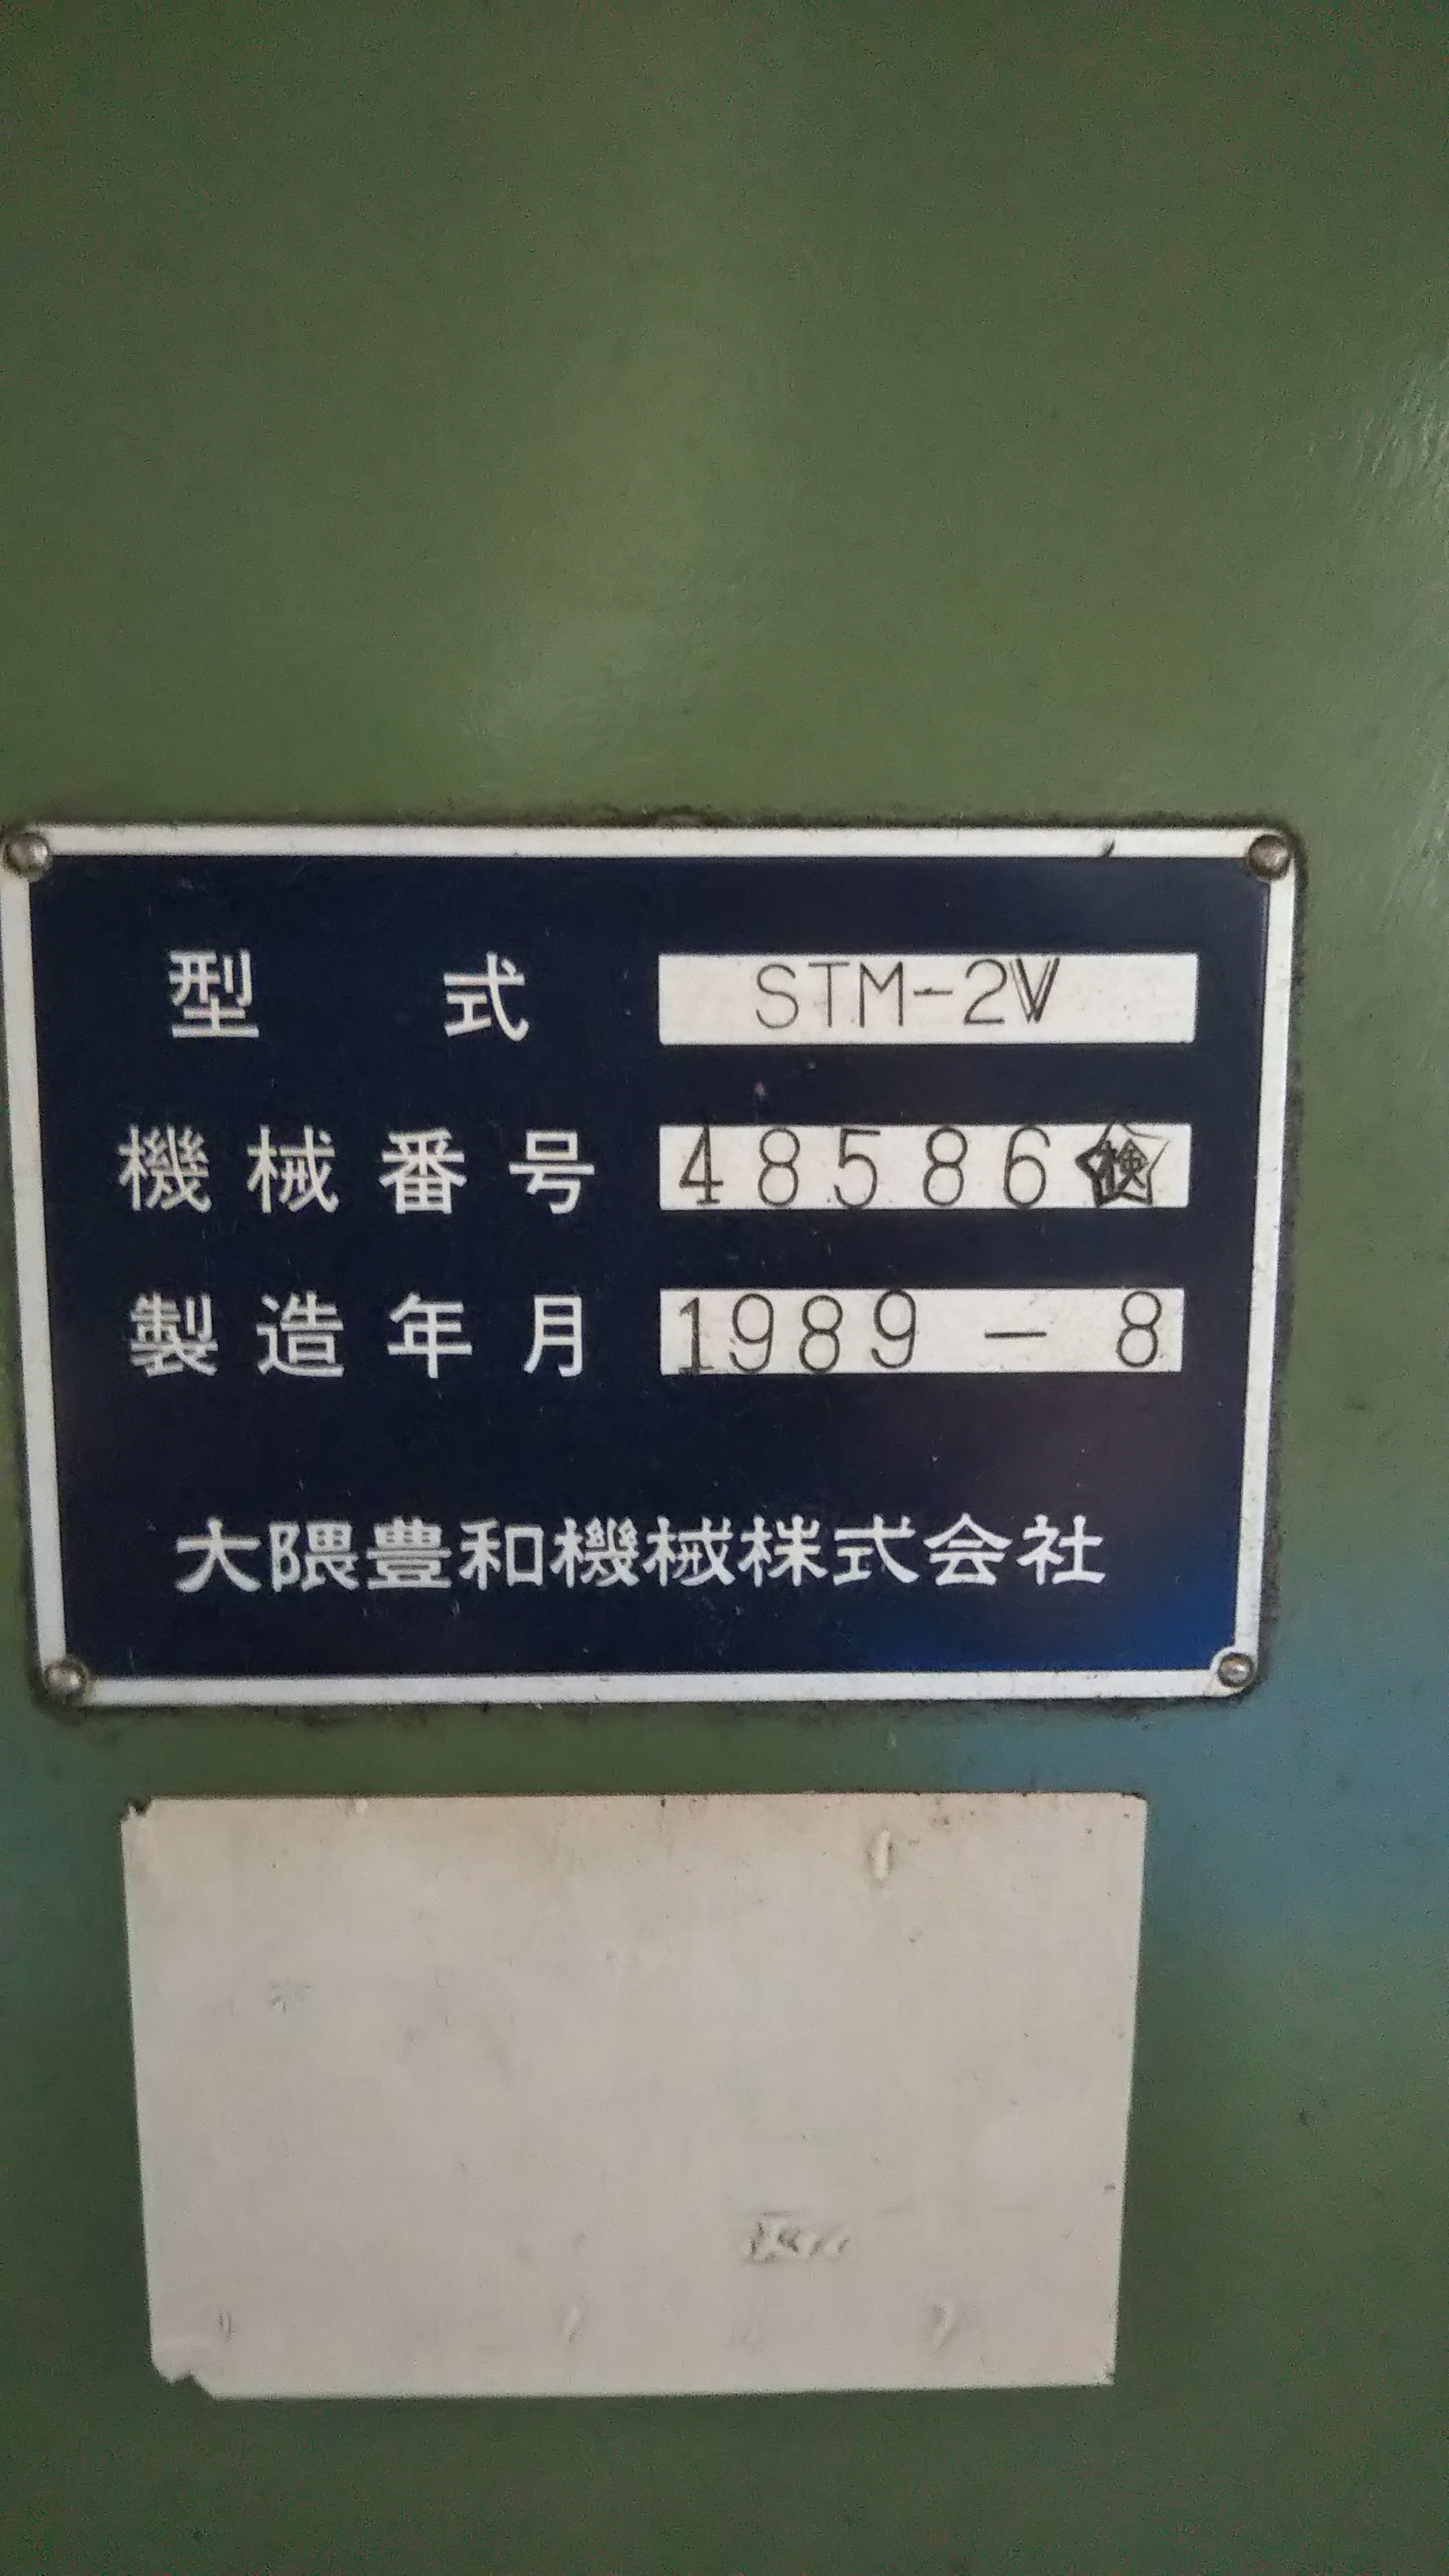 型式 STM-2V
機械番号 48586 検
製造年月 1989-8
大隈豊和機械株式会社